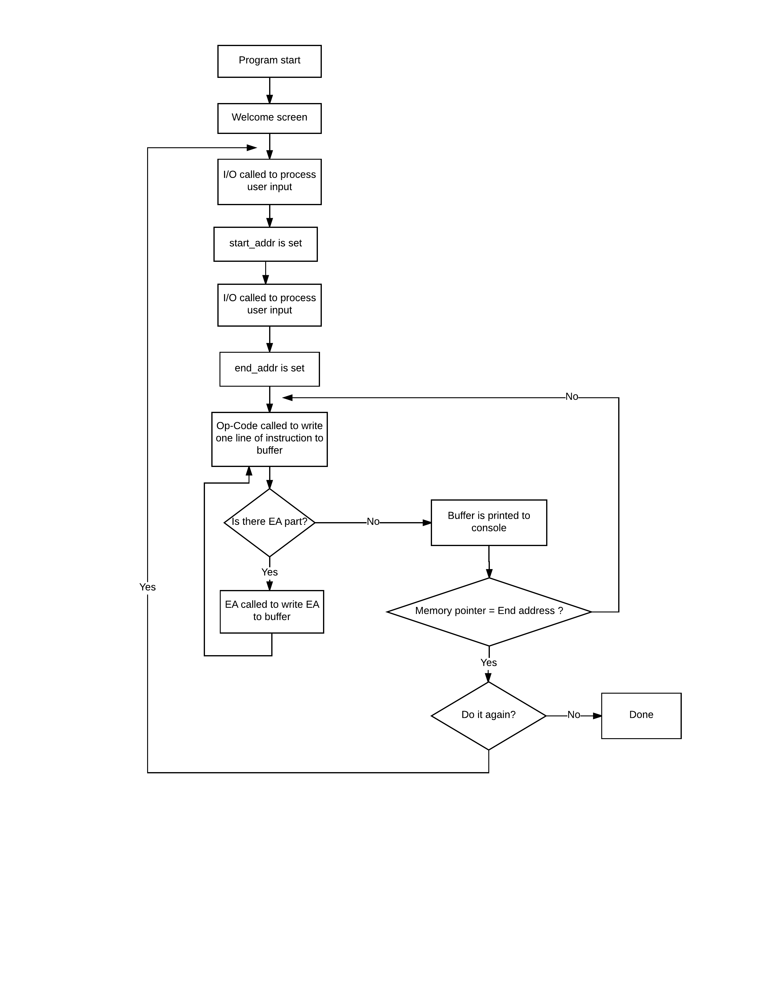 Program start
Welcome screen
I/O called to process
user input
start_addr is set
I/O called to process
user input
end_addr is set
No
Op-Code called to write
one line of instruction to
buffer
Is there EA part?
No
Buffer is printed to
console
Yes
EA called to write EA
to buffer
Yes
Memory pointer = End address ?
Yes
Do it again?
No
Done